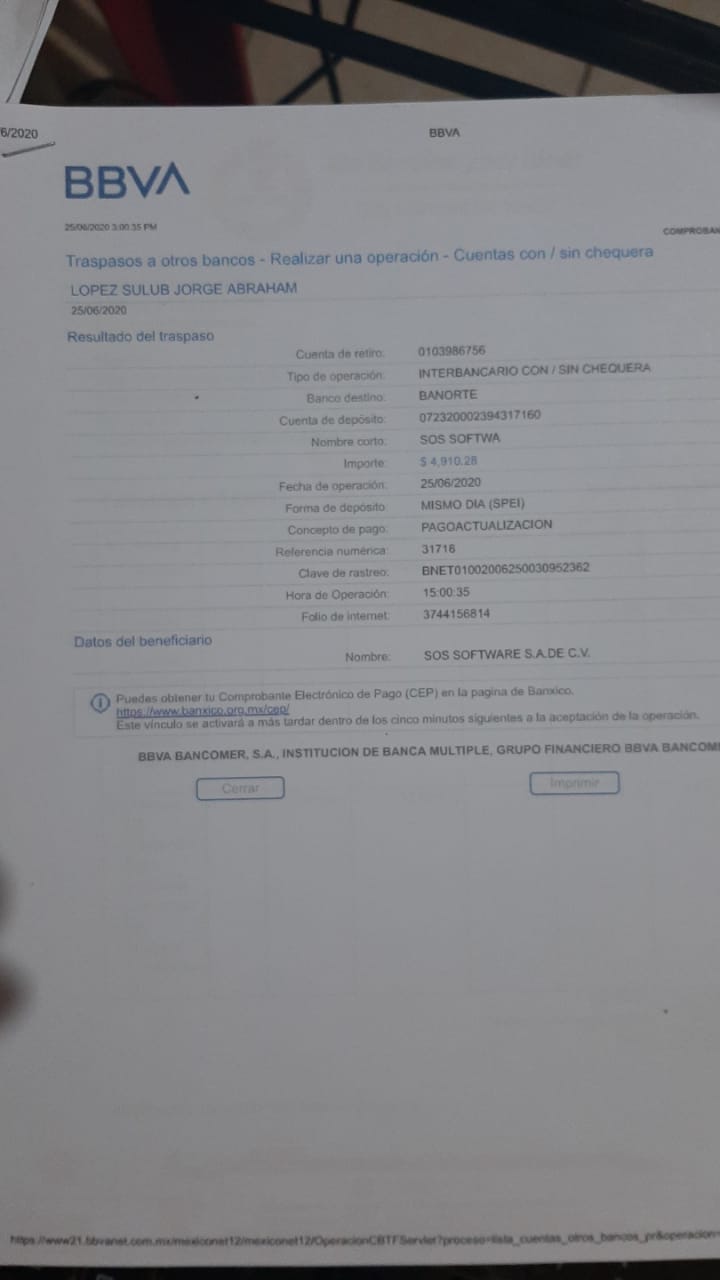 6/2020
BBVA
BBVA
25/06/2020 3:00:35 PM
COMPROBAN
Traspasos a otros bancos - Realizar una operación - Cuentas con / sin chequera
LOPEZ SULUB JORGE ABRAHAM
25/06/2020
Resultado del traspaso
Cuenta de retiro: 0103986756
Tipo de operación: INTERBANCARIO CON / SIN CHEQUERA
Banco destino: BANORTE
Cuenta de depósito: 072320002394317160
Nombre corto: SOS SOFTWA
Importe: $ 4,910.28
Fecha de operación: 25/06/2020
Forma de depósito: MISMO DIA (SPEI)
Concepto de pago: PAGOACTUALIZACION
Referencia numérica: 31716
Clave de rastreo: BNET01002006250030952362
Hora de Operación: 15:00:35
Folio de internet: 3744156814
Datos del beneficiario
Nombre: SOS SOFTWARE S.A.DE C.V.
Puedes obtener tu Comprobante Electrónico de Pago (CEP) en la pagina de Banxico.
https://www.banxico.org.mx/cep/
Este vínculo se activará a más tardar dentro de los cinco minutos siguientes a la aceptación de la operación.
BBVA BANCOMER, S.A., INSTITUCION DE BANCA MULTIPLE, GRUPO FINANCIERO BBVA BANCOME
Cerrar
Imprimir
https://www21.bbvanet.com.mx/mexiconet12/mexiconet12/OperacionCBTFServlet?proceso=lista_cuentas_otros_bancos_pr&operacion=